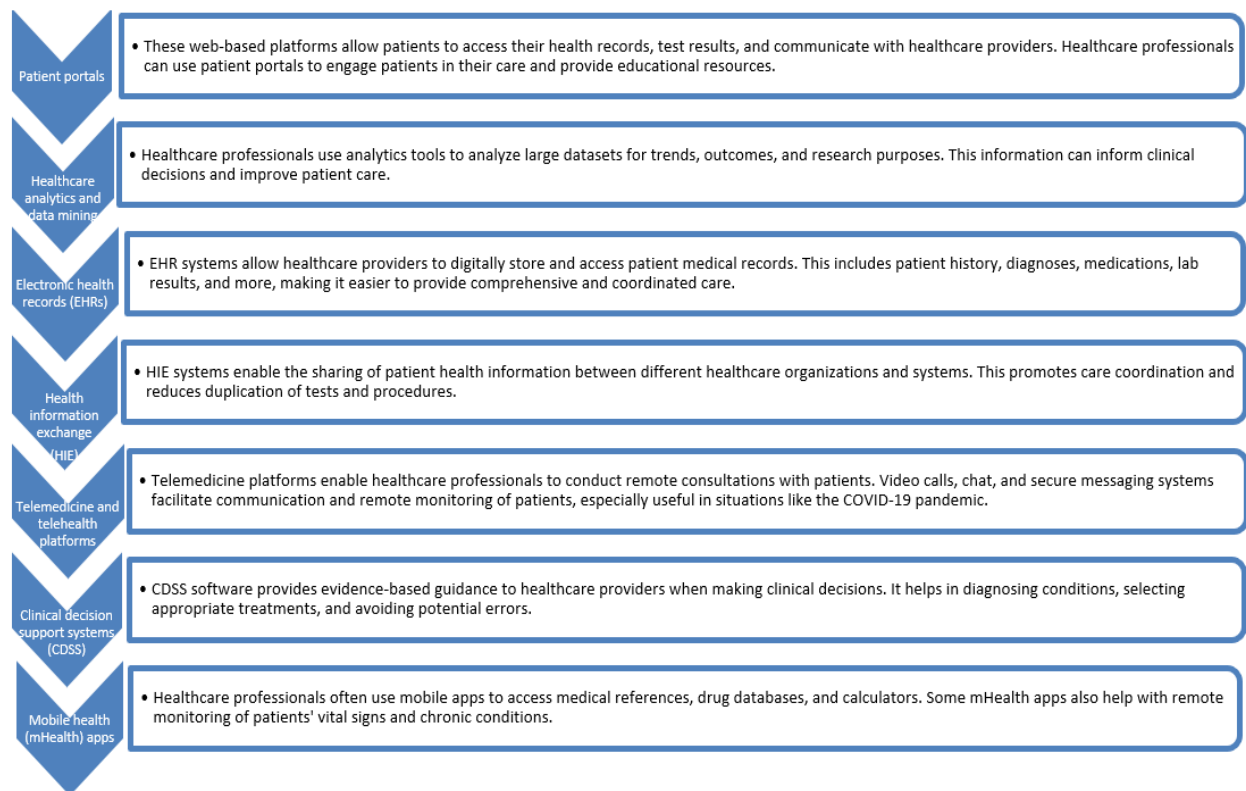 Patient portals
• These web-based platforms allow patients to access their health records, test results, and communicate with healthcare providers. Healthcare professionals
can use patient portals to engage patients in their care and provide educational resources.
Healthcare
analytics and
data mining
• Healthcare professionals use analytics tools to analyze large datasets for trends, outcomes, and research purposes. This information can inform clinical
decisions and improve patient care.
Electronic health
records (EHRs)
• EHR systems allow healthcare providers to digitally store and access patient medical records. This includes patient history, diagnoses, medications, lab
results, and more, making it easier to provide comprehensive and coordinated care.
Health
information
exchange
(HIE)
• HIE systems enable the sharing of patient health information between different healthcare organizations and systems. This promotes care coordination and
reduces duplication of tests and procedures.
Telemedicine and
telehealth
platforms
• Telemedicine platforms enable healthcare professionals to conduct remote consultations with patients. Video calls, chat, and secure messaging systems
facilitate communication and remote monitoring of patients, especially useful in situations like the COVID-19 pandemic.
Clinical decision
support systems
(CDSS)
• CDSS software provides evidence-based guidance to healthcare providers when making clinical decisions. It helps in diagnosing conditions, selecting
appropriate treatments, and avoiding potential errors.
Mobile health
(mHealth) apps
• Healthcare professionals often use mobile apps to access medical references, drug databases, and calculators. Some mHealth apps also help with remote
monitoring of patients' vital signs and chronic conditions.